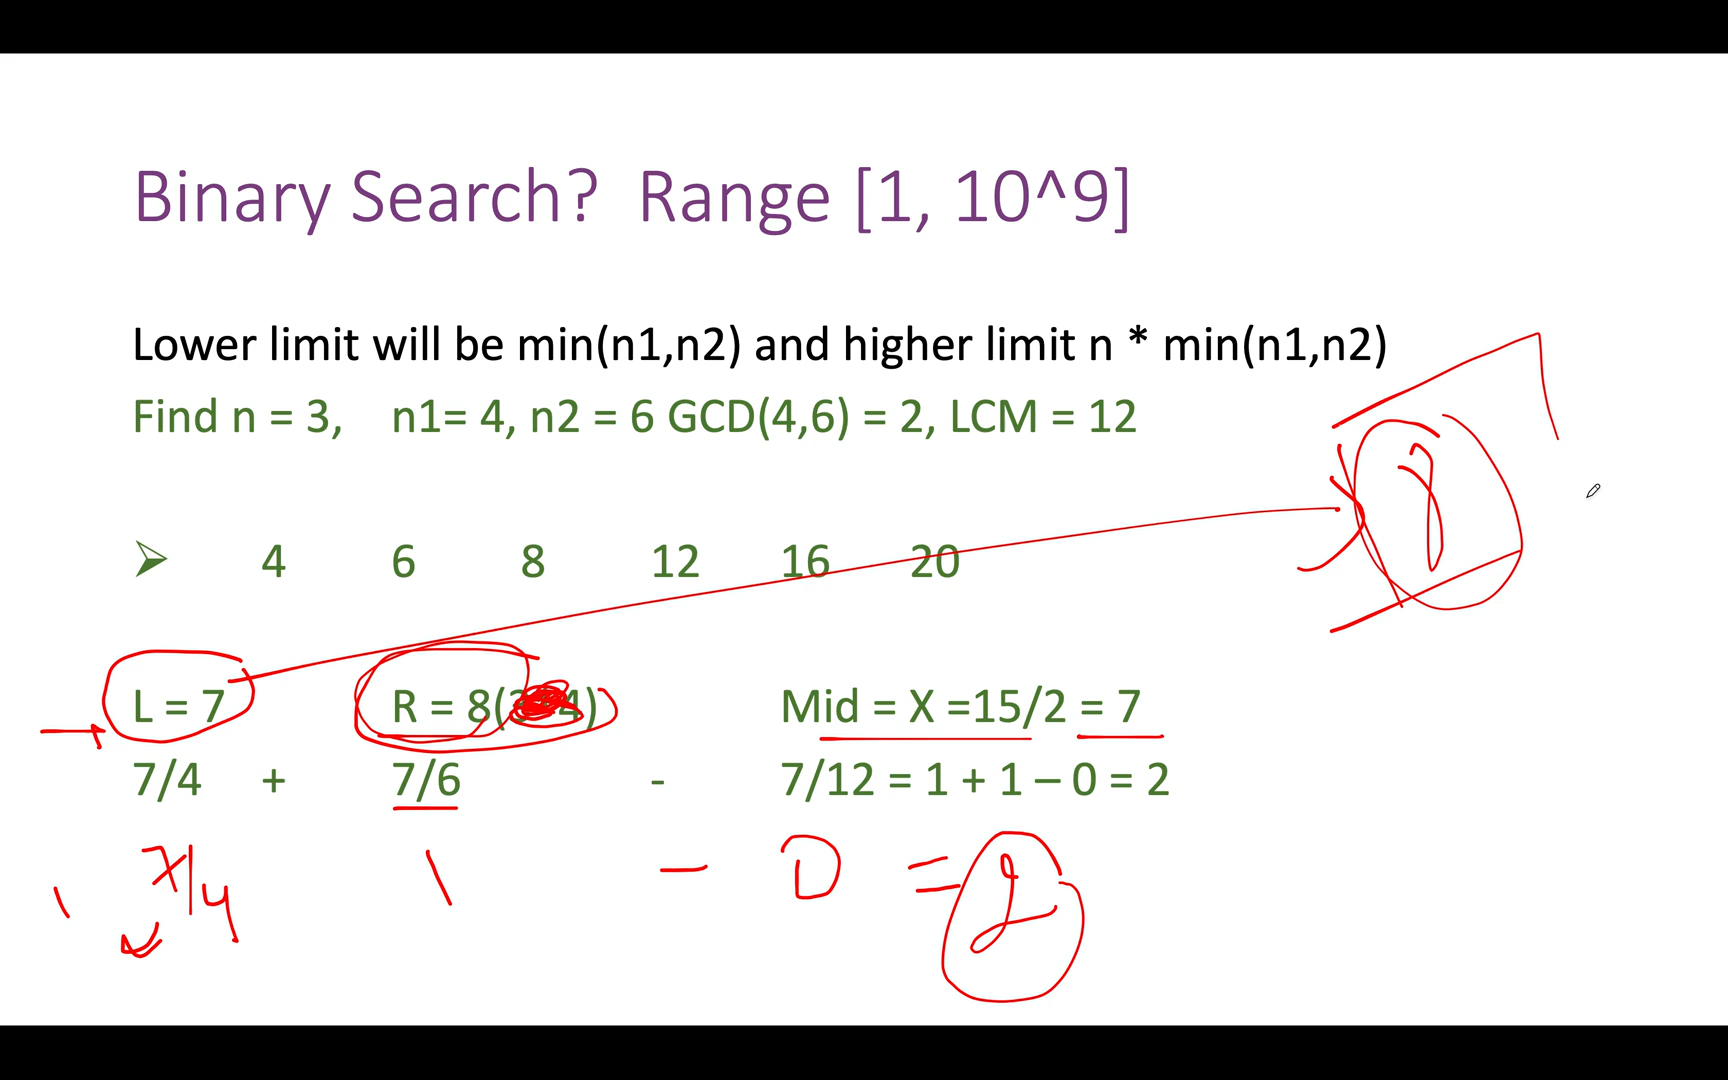 Binary Search? Range [1, 10^9]
Lower limit will be min(n1,n2) and higher limit n * min(n1,n2)
Find n = 3, n1= 4, n2 = 6 GCD(4,6) = 2, LCM = 12
➢ 4 6 8 12 16 20
8
L = 7 R = 8( 4) Mid = X =15/2 = 7
7/4 + 7/6 - 7/12 = 1 + 1 – 0 = 2
1 7/4 1 - 0 = 2